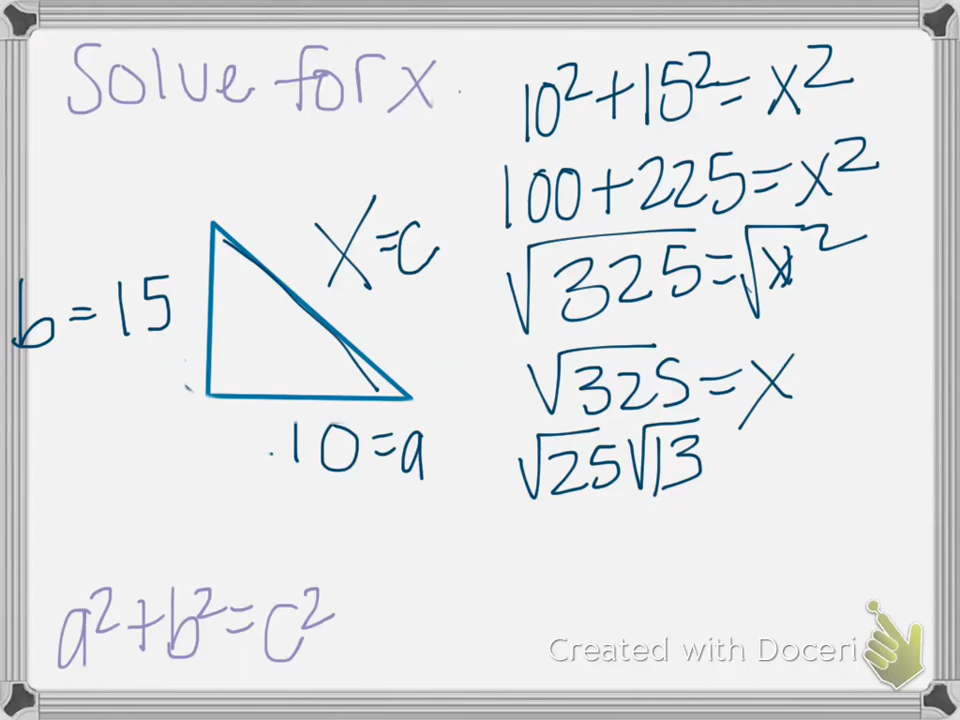 Solve for x
10² + 15² = x²
100 + 225 = x²
x = c
√325 = √x²
b = 15
√325 = x
10 = a
√25 √13
a² + b² = c²
Created with Doceri